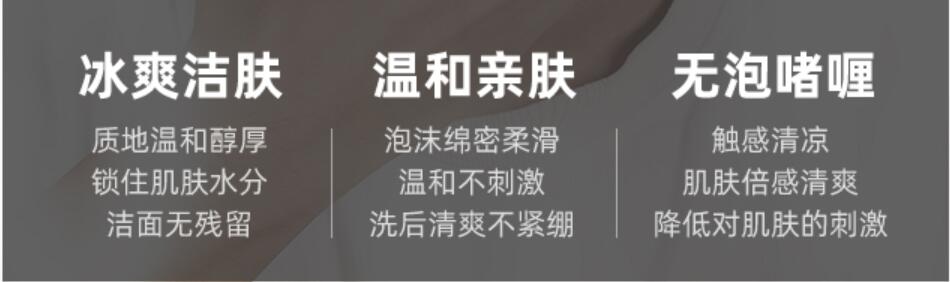 冰爽洁肤
质地温和醇厚
锁住肌肤水分
洁面无残留
温和亲肤
泡沫绵密柔滑
温和不刺激
洗后清爽不紧绷
无泡啫喱
触感清凉
肌肤倍感清爽
降低对肌肤的刺激